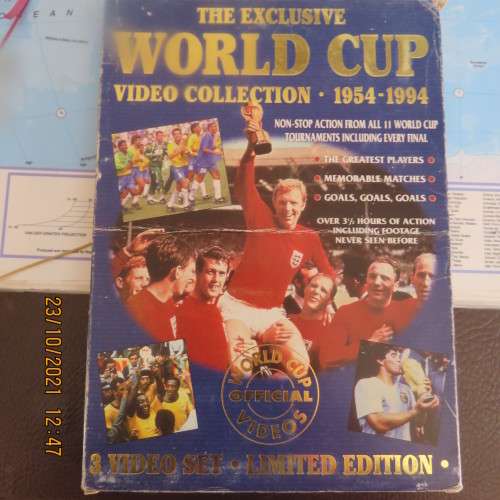 THE EXCLUSIVE
WORLD CUP
VIDEO COLLECTION · 1954-1994
NON-STOP ACTION FROM ALL 11 WORLD CUP
TOURNAMENTS INCLUDING EVERY FINAL
• THE GREATEST PLAYERS •
• MEMORABLE MATCHES •
• GOALS, GOALS, GOALS •
OVER 3½ HOURS OF ACTION
INCLUDING FOOTAGE
NEVER SEEN BEFORE
WORLD CUP
OFFICIAL
VIDEOS
3 VIDEO SET · LIMITED EDITION ·
23/10/2021 12:47